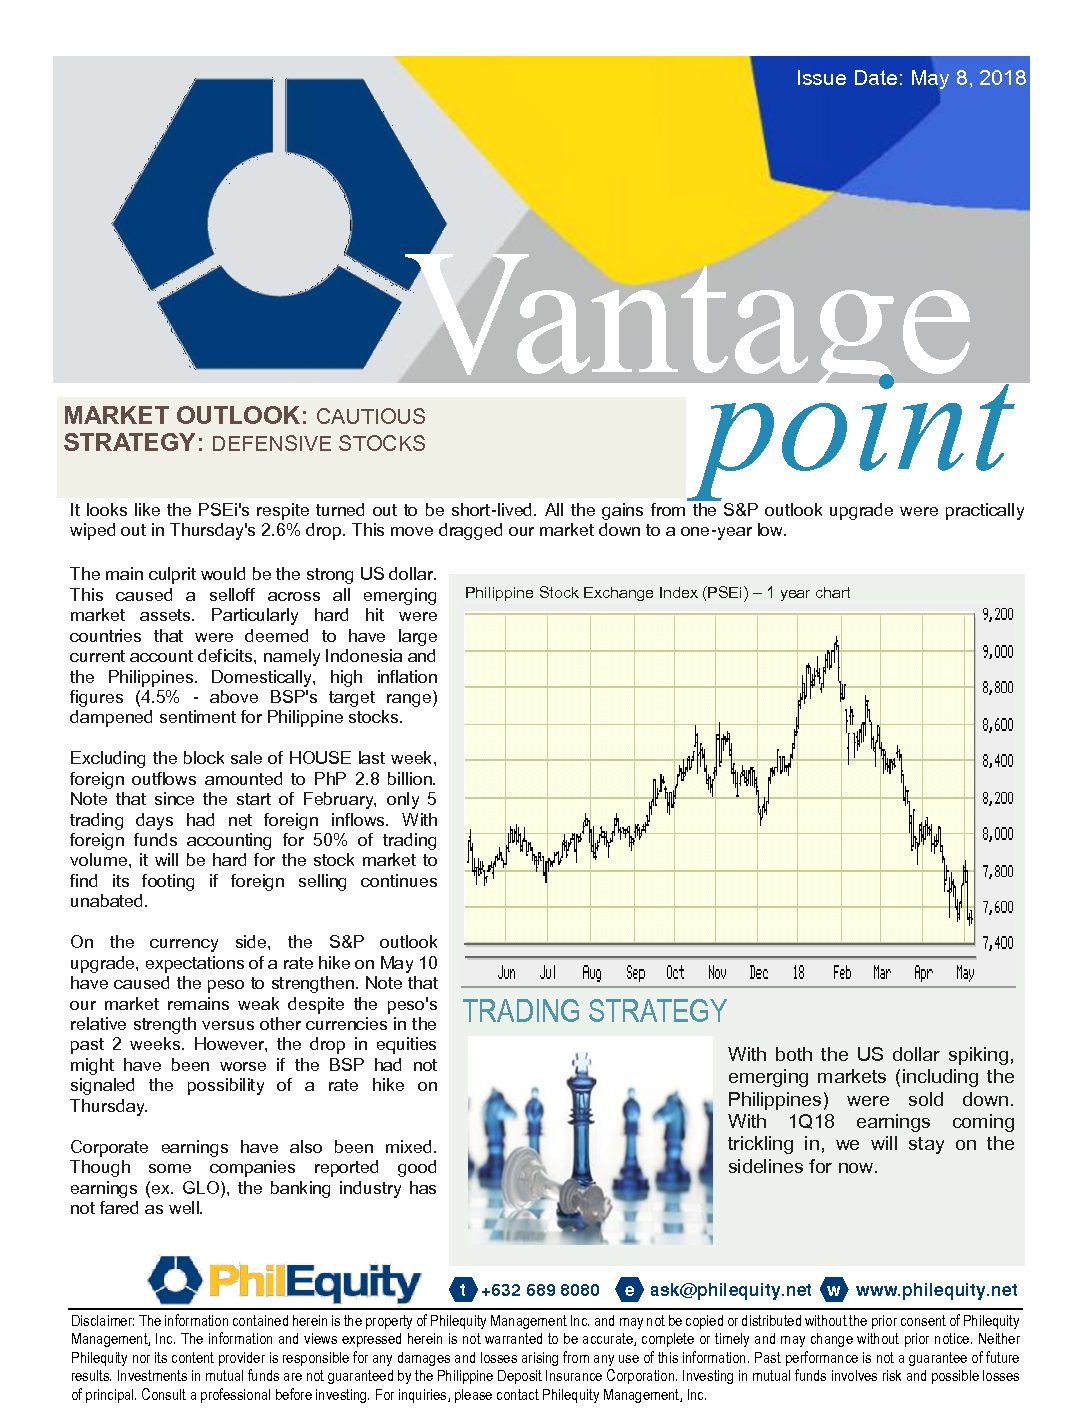 Issue Date: May 8, 2018
Vantage
point
MARKET OUTLOOK: CAUTIOUS
STRATEGY: DEFENSIVE STOCKS
It looks like the PSEi's respite turned out to be short-lived. All the gains from the S&P outlook upgrade were practically
wiped out in Thursday's 2.6% drop. This move dragged our market down to a one-year low.
The main culprit would be the strong US dollar.
This caused a selloff across all emerging
market assets. Particularly hard hit were
countries that were deemed to have large
current account deficits, namely Indonesia and
the Philippines. Domestically, high inflation
figures (4.5% - above BSP's target range)
dampened sentiment for Philippine stocks.
Excluding the block sale of HOUSE last week,
foreign outflows amounted to PhP 2.8 billion.
Note that since the start of February, only 5
trading days had net foreign inflows. With
foreign funds accounting for 50% of trading
volume, it will be hard for the stock market to
find its footing if foreign selling continues
unabated.
On the currency side, the S&P outlook
upgrade, expectations of a rate hike on May 10
have caused the peso to strengthen. Note that
our market remains weak despite the peso's
relative strength versus other currencies in the
past 2 weeks. However, the drop in equities
might have been worse if the BSP had not
signaled the possibility of a rate hike on
Thursday.
Corporate earnings have also been mixed.
Though some companies reported good
earnings (ex. GLO), the banking industry has
not fared as well.
Philippine Stock Exchange Index (PSEi) – 1 year chart
9,200
9,000
8,800
8,600
8,400
8,200
8,000
7,800
7,600
7,400
Jun Jul Aug Sep Oct Nov Dec 18 Feb Mar Apr May
TRADING STRATEGY
With both the US dollar spiking,
emerging markets (including the
Philippines) were sold down.
With 1Q18 earnings coming
trickling in, we will stay on the
sidelines for now.
PhilEquity
t +632 689 8080 e ask@philequity.net w www.philequity.net
Disclaimer: The information contained herein is the property of Philequity Management Inc. and may not be copied or distributed without the prior consent of Philequity
Management, Inc. The information and views expressed herein is not warranted to be accurate, complete or timely and may change without prior notice. Neither
Philequity nor its content provider is responsible for any damages and losses arising from any use of this information. Past performance is not a guarantee of future
results. Investments in mutual funds are not guaranteed by the Philippine Deposit Insurance Corporation. Investing in mutual funds involves risk and possible losses
of principal. Consult a professional before investing. For inquiries, please contact Philequity Management, Inc.